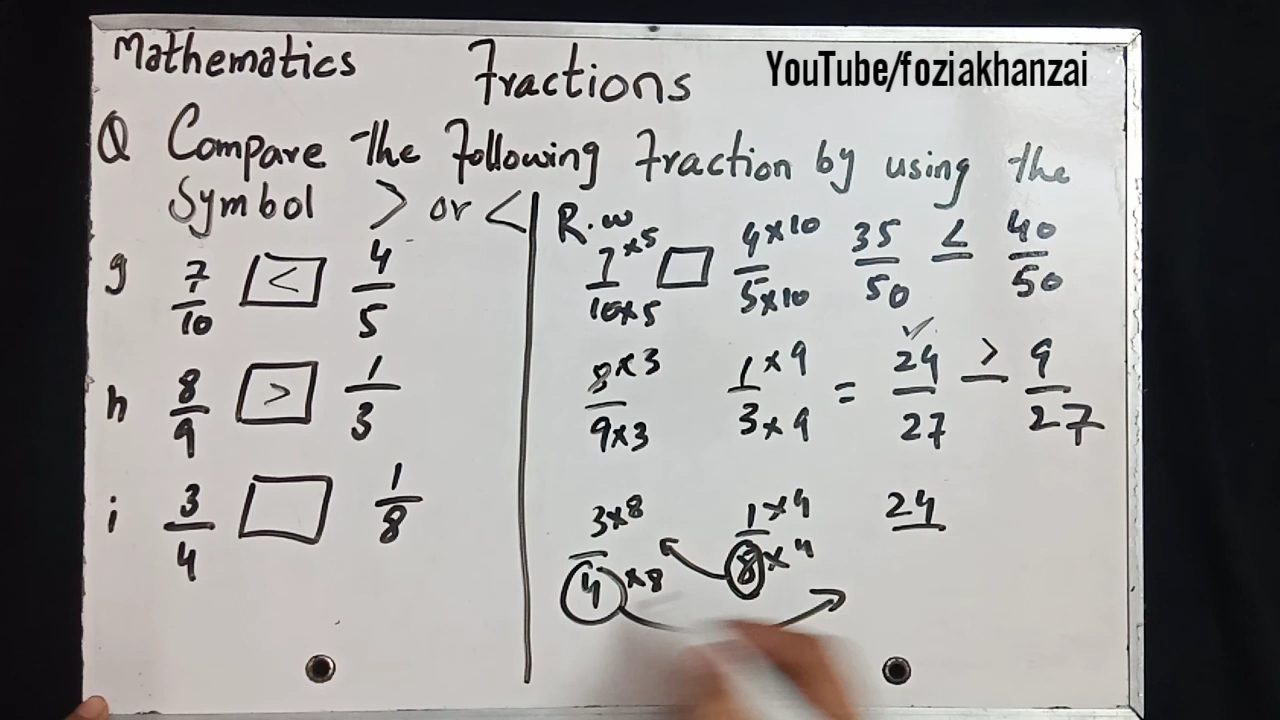 Mathematics Fractions YouTube/foziakhanzai
Q Compare the following Fraction by using the
Symbol > or <
g 7/10 < 4/5
h 8/9 > 1/3
i 3/4 □ 1/8
R.w
7×5/10×5 □ 4×10/5×10 35/50 < 40/50
8×3/9×3 1×9/3×9 = 24/27 > 9/27
3×8/4×8 1×4/8×4 24